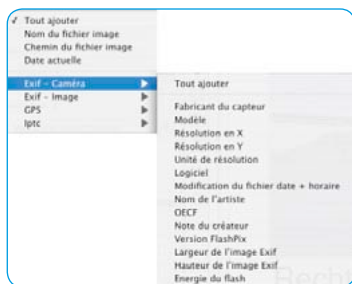 ✓ Tout ajouter
Nom du fichier image
Chemin du fichier image
Date actuelle
Exif - Caméra
Exif - Image
GPS
Iptc
Tout ajouter
Fabricant du capteur
Modèle
Résolution en X
Résolution en Y
Unité de résolution
Logiciel
Modification du fichier date + horaire
Nom de l'artiste
OECF
Note du créateur
Version FlashPix
Largeur de l'image Exif
Hauteur de l'image Exif
Energie du flash